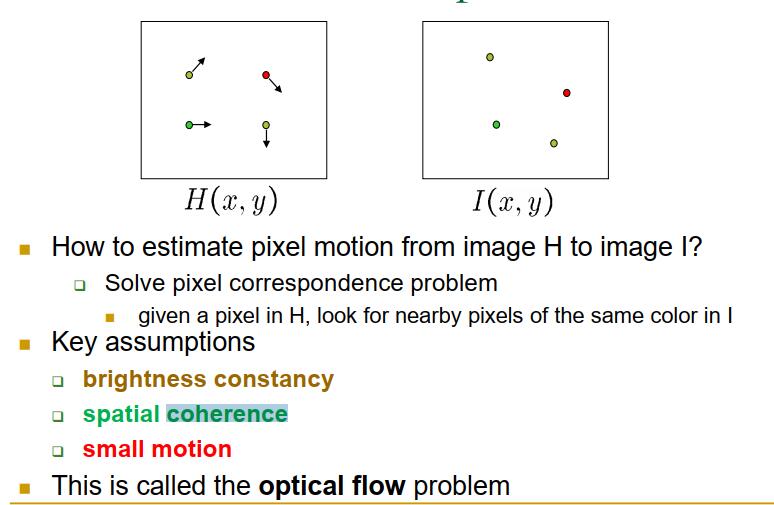 H(x, y)
I(x, y)
How to estimate pixel motion from image H to image I?
Solve pixel correspondence problem
given a pixel in H, look for nearby pixels of the same color in I
Key assumptions
brightness constancy
spatial coherence
small motion
This is called the optical flow problem